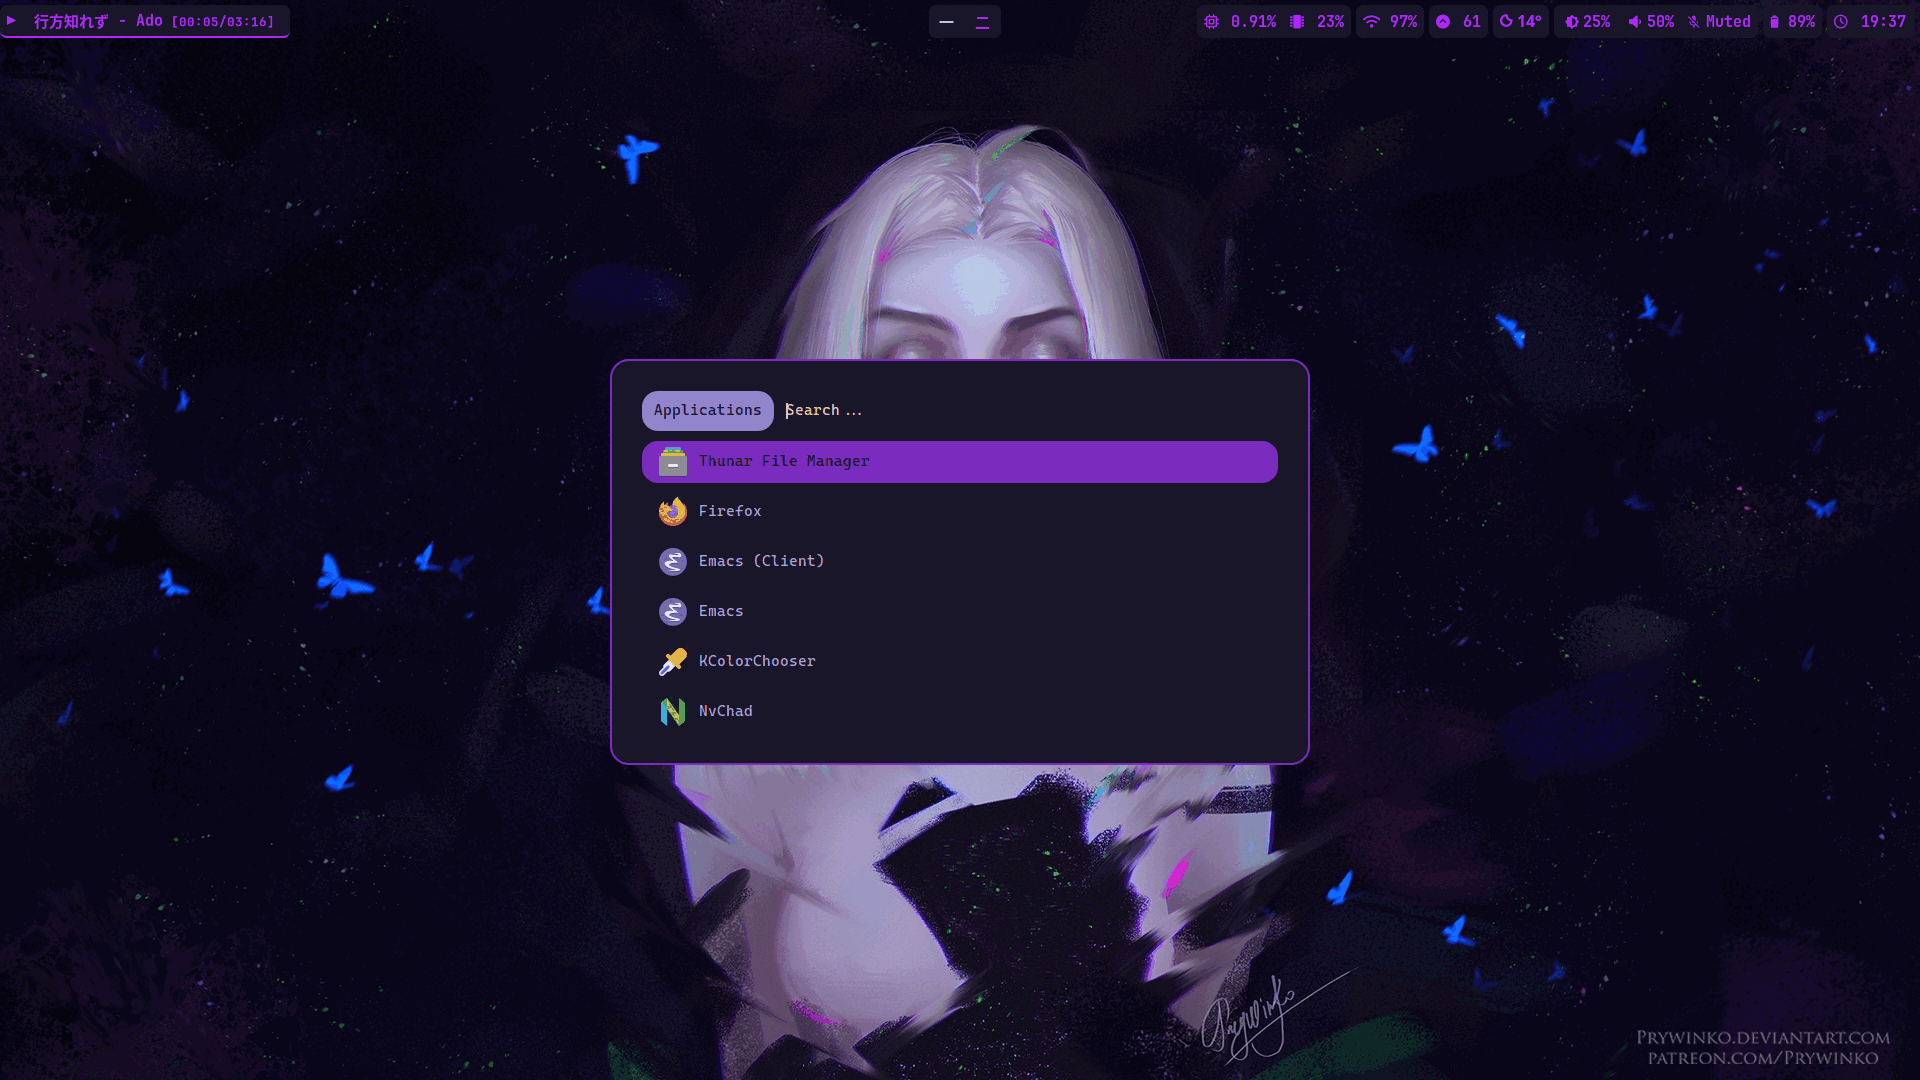 行方知れず - Ado [00:05/03:16]
一 二
0.91% 23% 97% 61 14° 25% 50% Muted 89% 19:37
Applications Search...
Thunar File Manager
Firefox
Emacs (Client)
Emacs
KColorChooser
NvChad
Prywinko
Prywinko.deviantart.com
patreon.com/Prywinko